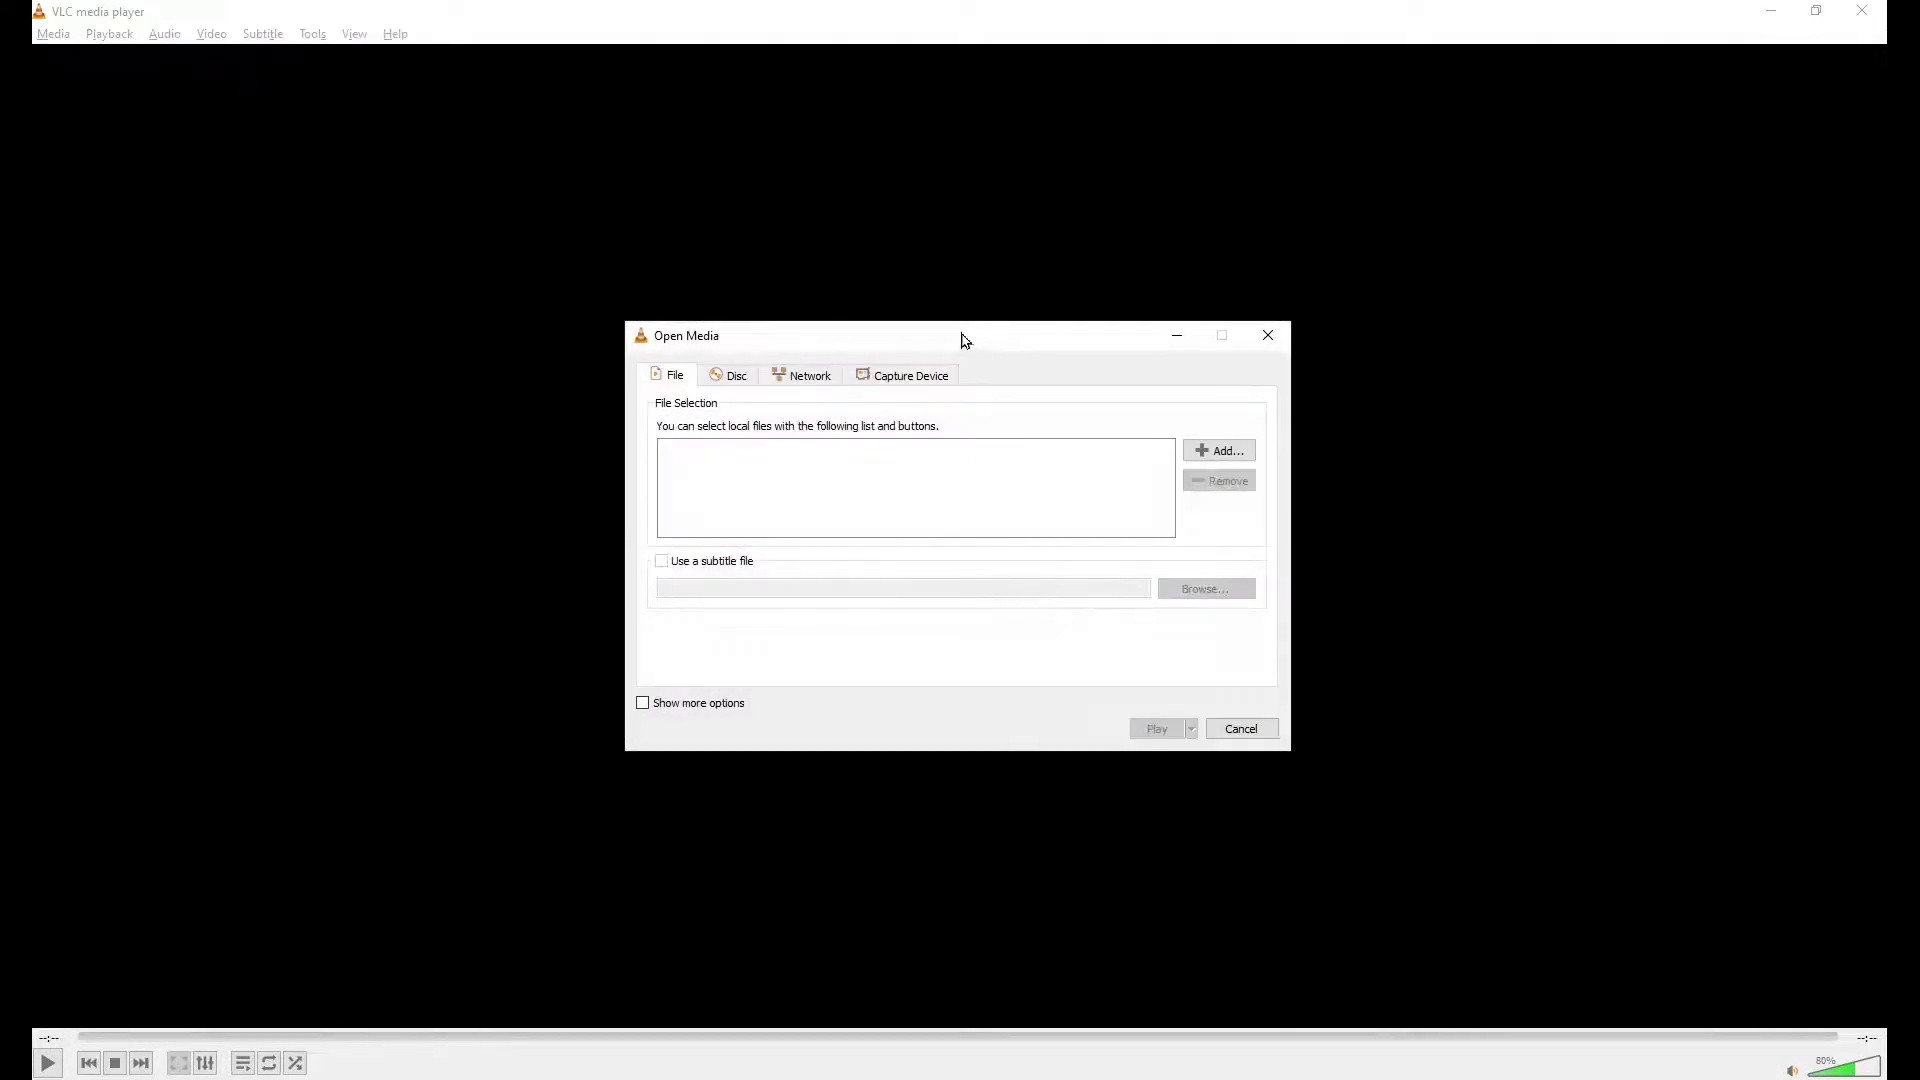 VLC media player
Media Playback Audio Video Subtitle Tools View Help
Open Media
File Disc Network Capture Device
File Selection
You can select local files with the following list and buttons.
Add...
Remove
Use a subtitle file
Browse...
Show more options
Play Cancel
--:-- --:--
80%